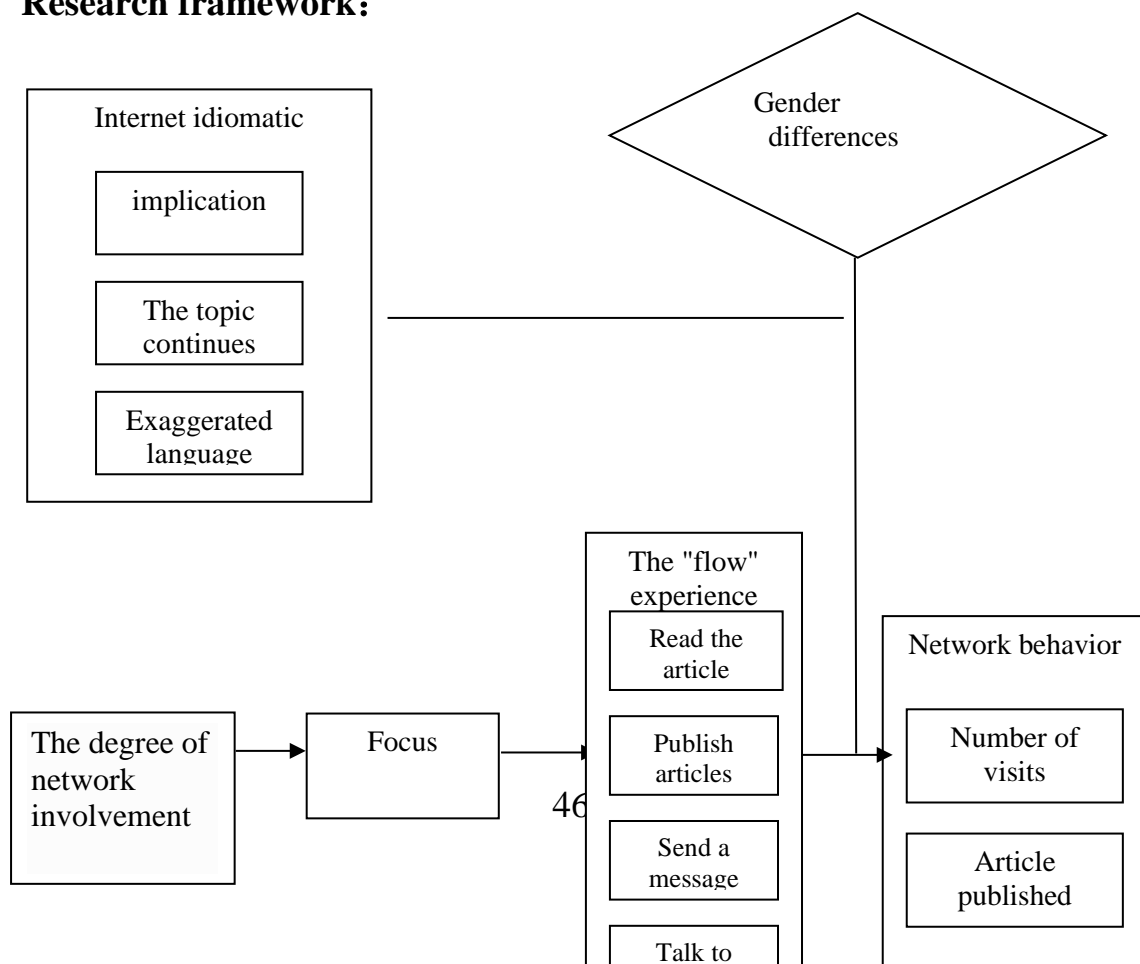 Research framework：
Internet idiomatic
implication
The topic
continues
Exaggerated
language
Gender
differences
The degree of
network
involvement
Focus
46
The "flow"
experience
Read the
article
Publish
articles
Send a
message
Talk to
Network behavior
Number of
visits
Article
published